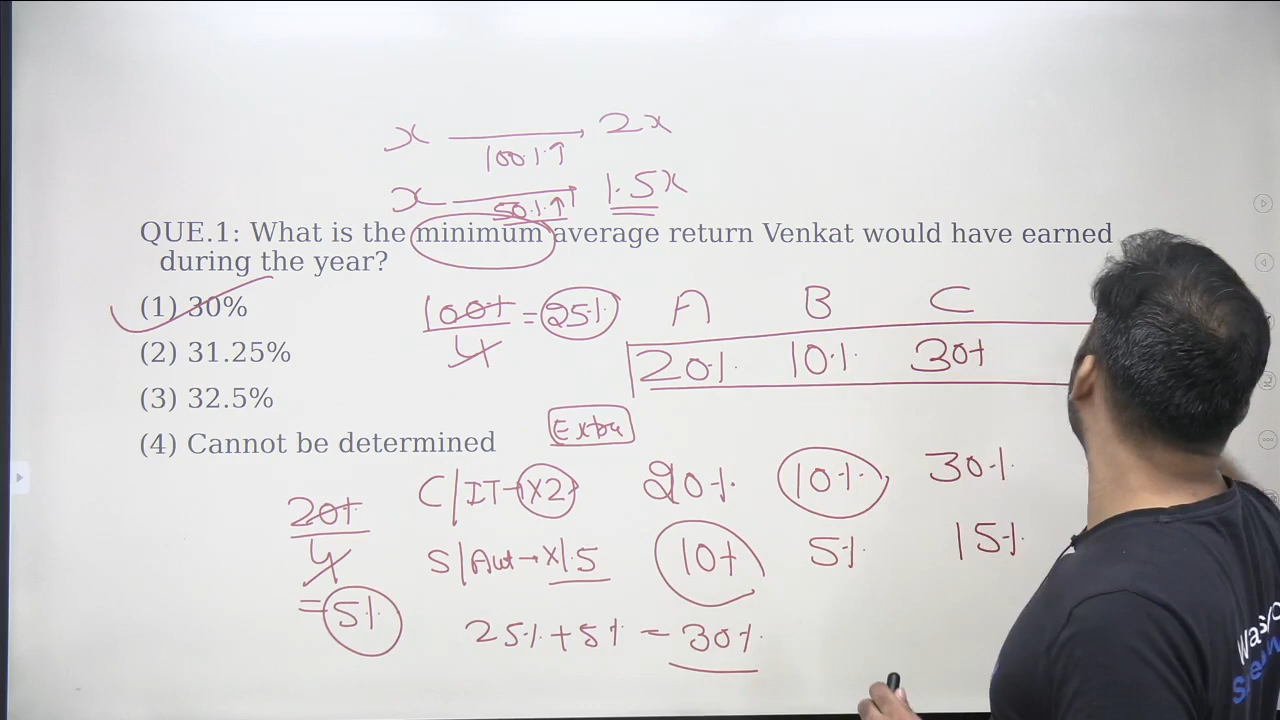 x → 2x
100%↑
x → 1.5x
50%↑
QUE.1: What is the minimum average return Venkat would have earned
during the year?
(1) 30%
(2) 31.25%
(3) 32.5%
(4) Cannot be determined
100%/4 = 25%
A B C
20% 10% 30%
Extra
C/IT→×2 20% 10% 30%
S/Aut→×1.5 10% 5% 15%
20%/4
= 5%
25% + 5% = 30%